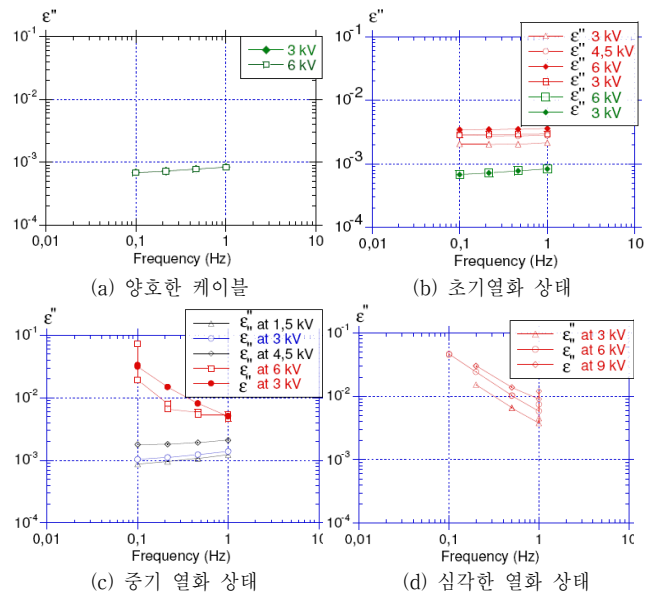 ε"
10⁻¹
10⁻²
10⁻³
10⁻⁴
3 kV
6 kV
0,01 0,1 1 10
Frequency (Hz)
(a) 양호한 케이블
ε"
10⁻¹
10⁻²
10⁻³
10⁻⁴
ε" 3 kV
ε" 4,5 kV
ε" 6 kV
ε" 3 kV
ε" 6 kV
ε" 3 kV
0,01 0,1 1 10
Frequency (Hz)
(b) 초기열화 상태
ε"
10⁻¹
10⁻²
10⁻³
10⁻⁴
ε" at 1,5 kV
ε" at 3 kV
ε" at 4,5 kV
ε" at 6 kV
ε" at 3 kV
0,01 0,1 1 10
Frequency (Hz)
(c) 중기 열화 상태
ε"
10⁻¹
10⁻²
10⁻³
10⁻⁴
ε" at 3 kV
ε" at 6 kV
ε" at 9 kV
0,01 0,1 1 10
Frequency (Hz)
(d) 심각한 열화 상태